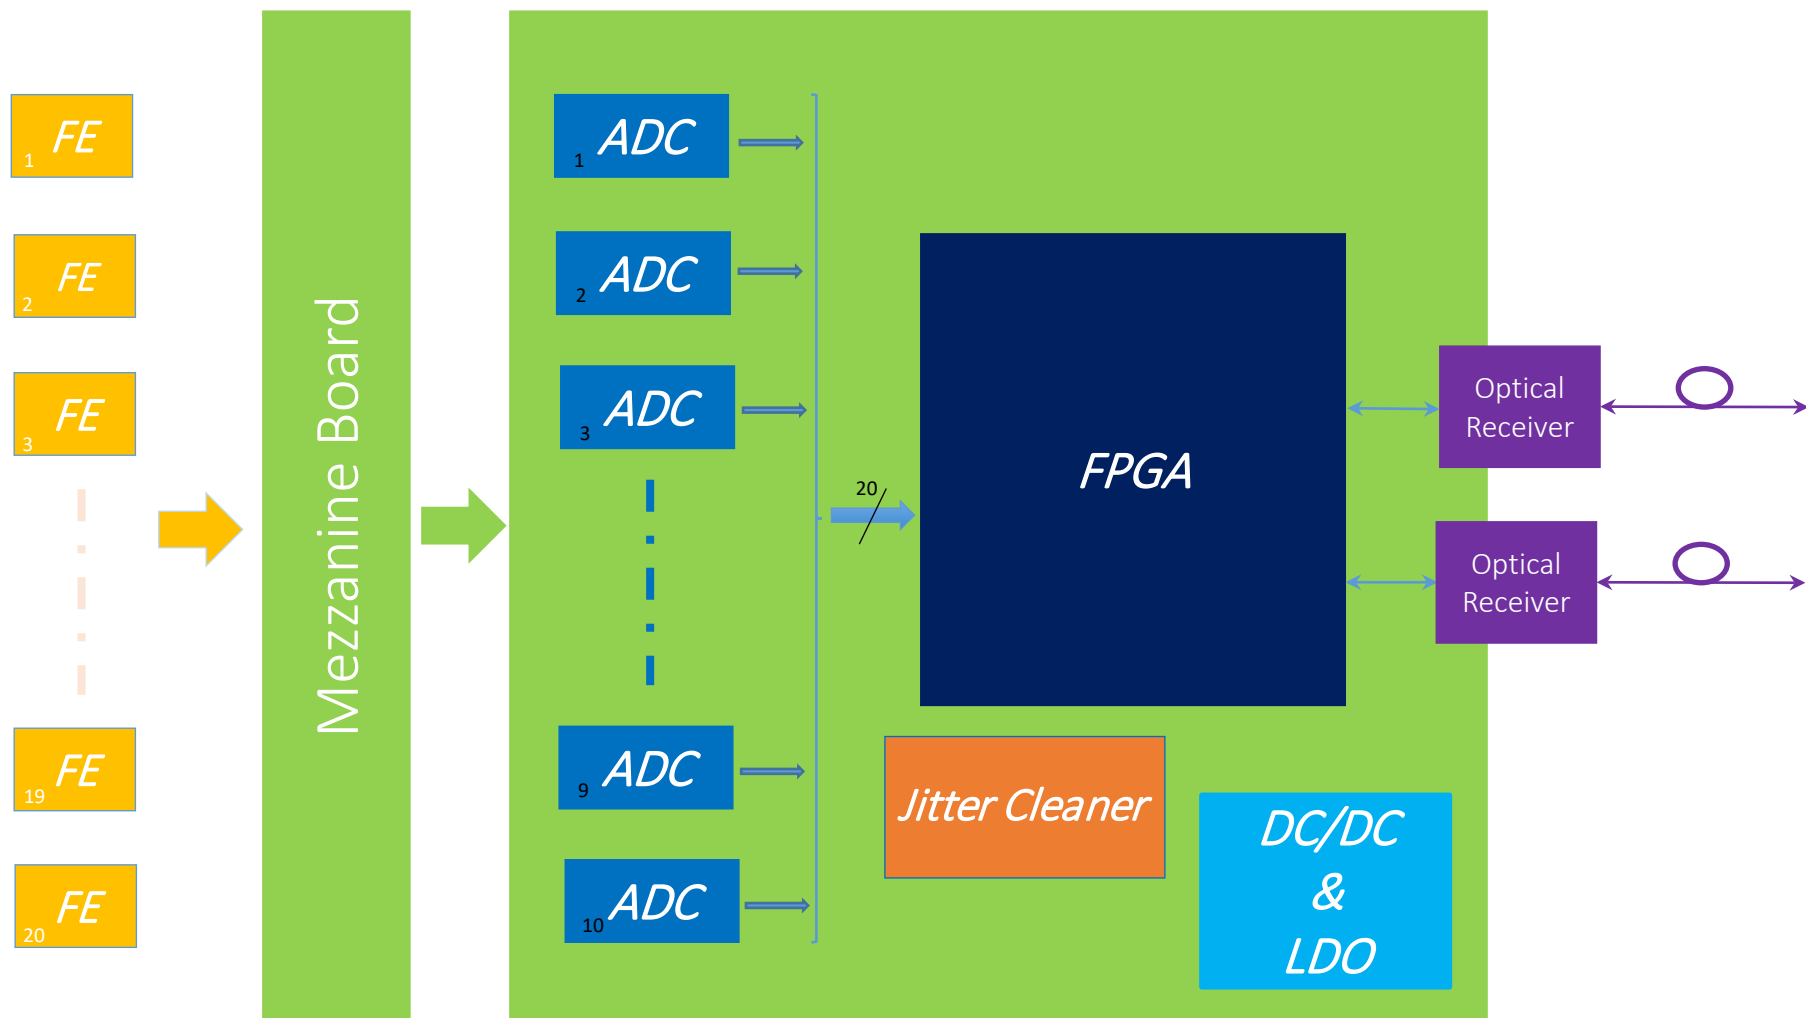 FE
1
FE
2
FE
3
FE
19
FE
20
Mezzanine Board
ADC
1
ADC
2
ADC
3
ADC
9
ADC
10
20
FPGA
Jitter Cleaner
DC/DC
&
LDO
Optical
Receiver
Optical
Receiver